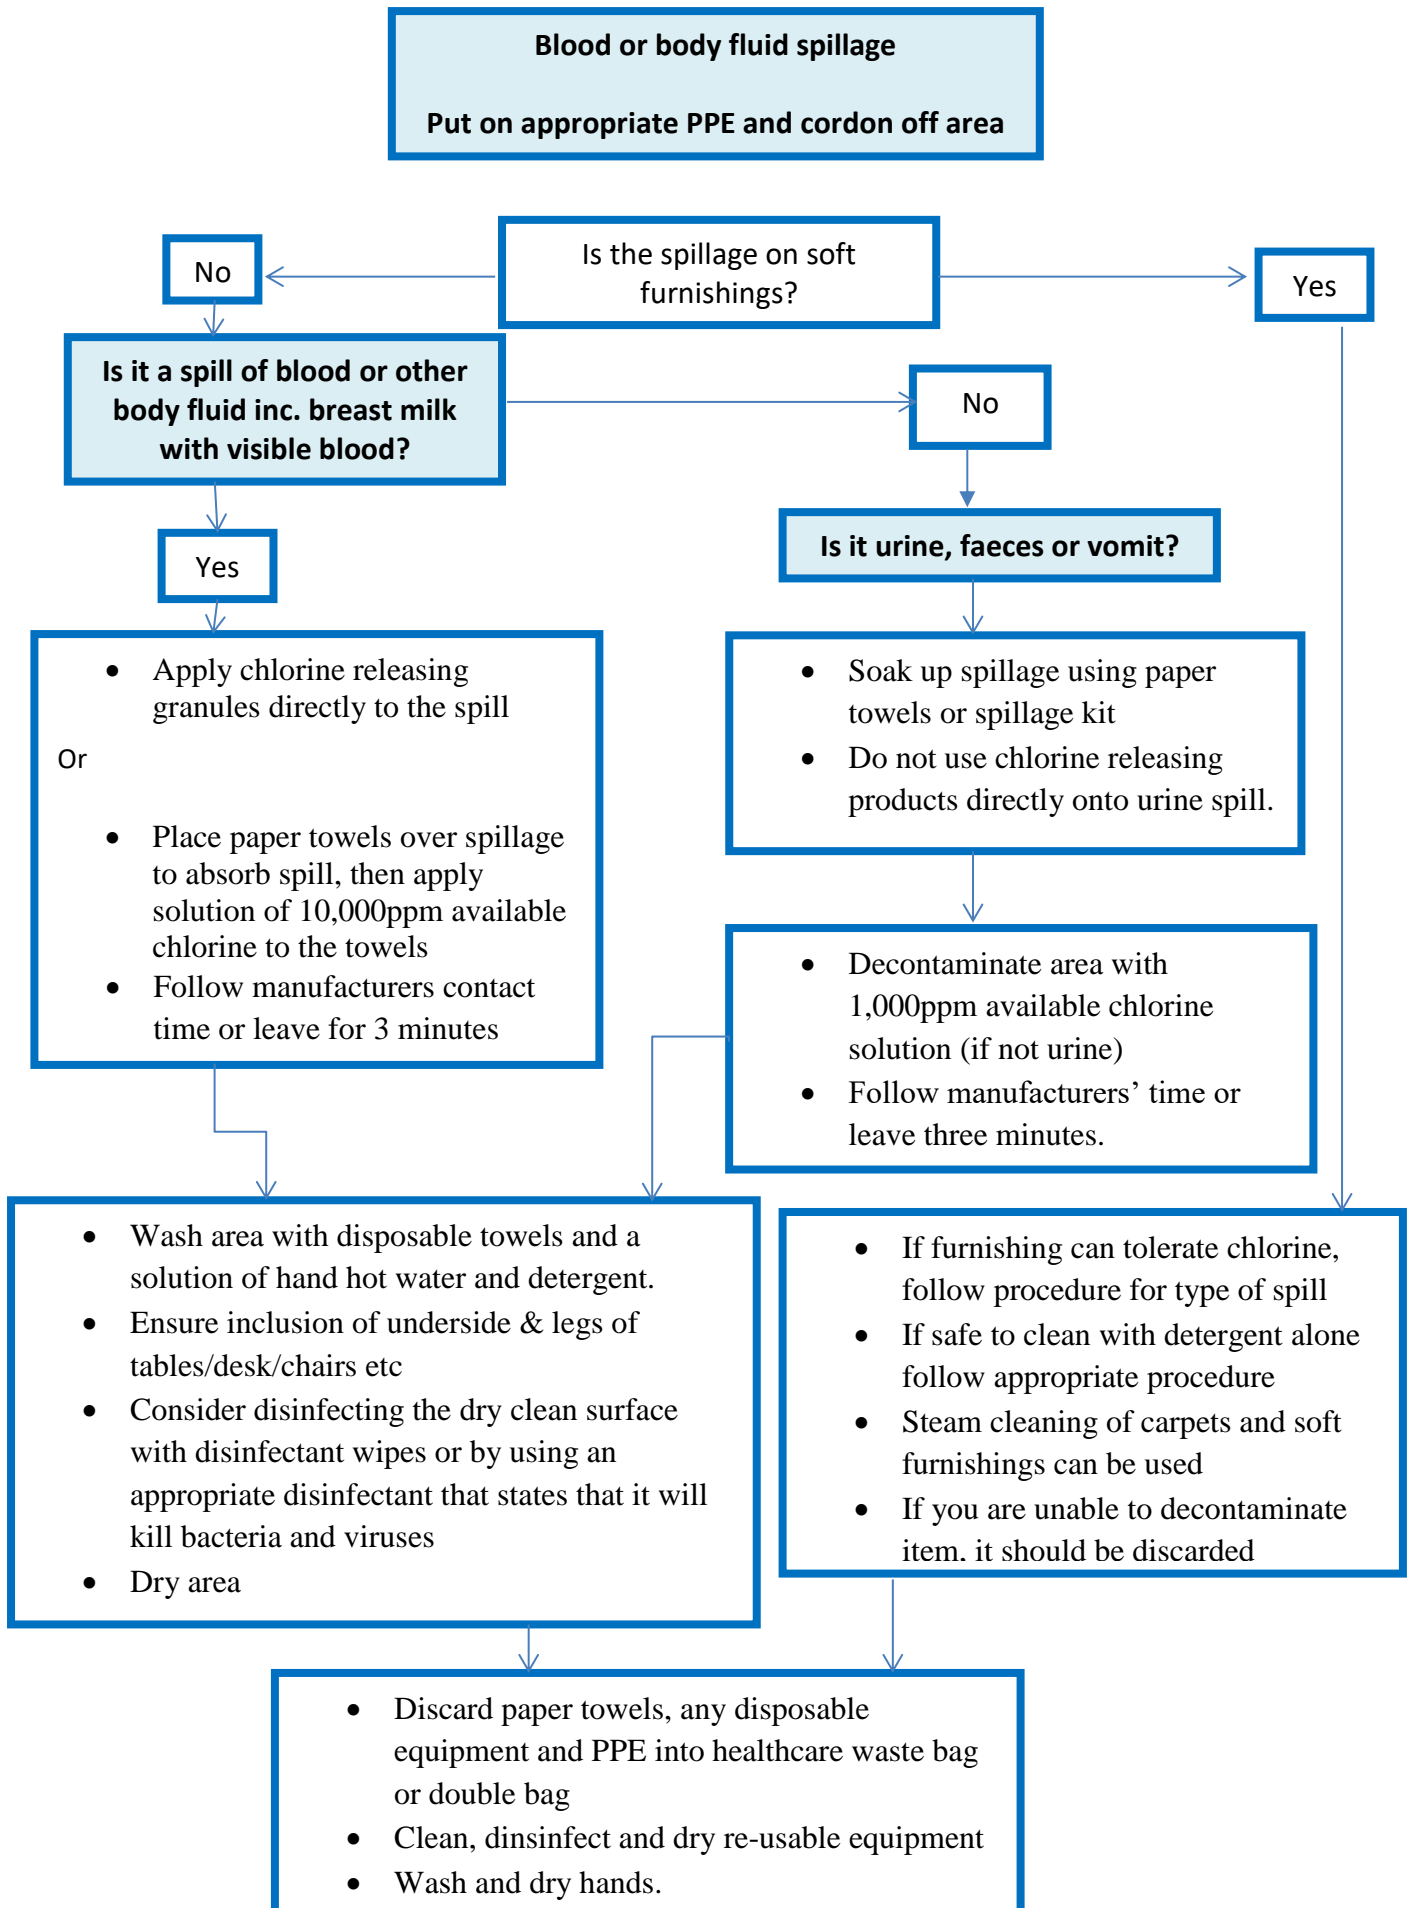 Blood or body fluid spillage
Put on appropriate PPE and cordon off area
Is the spillage on soft
furnishings?
No
Yes
Is it a spill of blood or other
body fluid inc. breast milk
with visible blood?
No
Yes
Is it urine, faeces or vomit?
• Apply chlorine releasing
granules directly to the spill
Or
• Place paper towels over spillage
to absorb spill, then apply
solution of 10,000ppm available
chlorine to the towels
• Follow manufacturers contact
time or leave for 3 minutes
• Soak up spillage using paper
towels or spillage kit
• Do not use chlorine releasing
products directly onto urine spill.
• Decontaminate area with
1,000ppm available chlorine
solution (if not urine)
• Follow manufacturers’ time or
leave three minutes.
• Wash area with disposable towels and a
solution of hand hot water and detergent.
• Ensure inclusion of underside & legs of
tables/desk/chairs etc
• Consider disinfecting the dry clean surface
with disinfectant wipes or by using an
appropriate disinfectant that states that it will
kill bacteria and viruses
• Dry area
• If furnishing can tolerate chlorine,
follow procedure for type of spill
• If safe to clean with detergent alone
follow appropriate procedure
• Steam cleaning of carpets and soft
furnishings can be used
• If you are unable to decontaminate
item, it should be discarded
• Discard paper towels, any disposable
equipment and PPE into healthcare waste bag
or double bag
• Clean, dinsinfect and dry re-usable equipment
• Wash and dry hands.